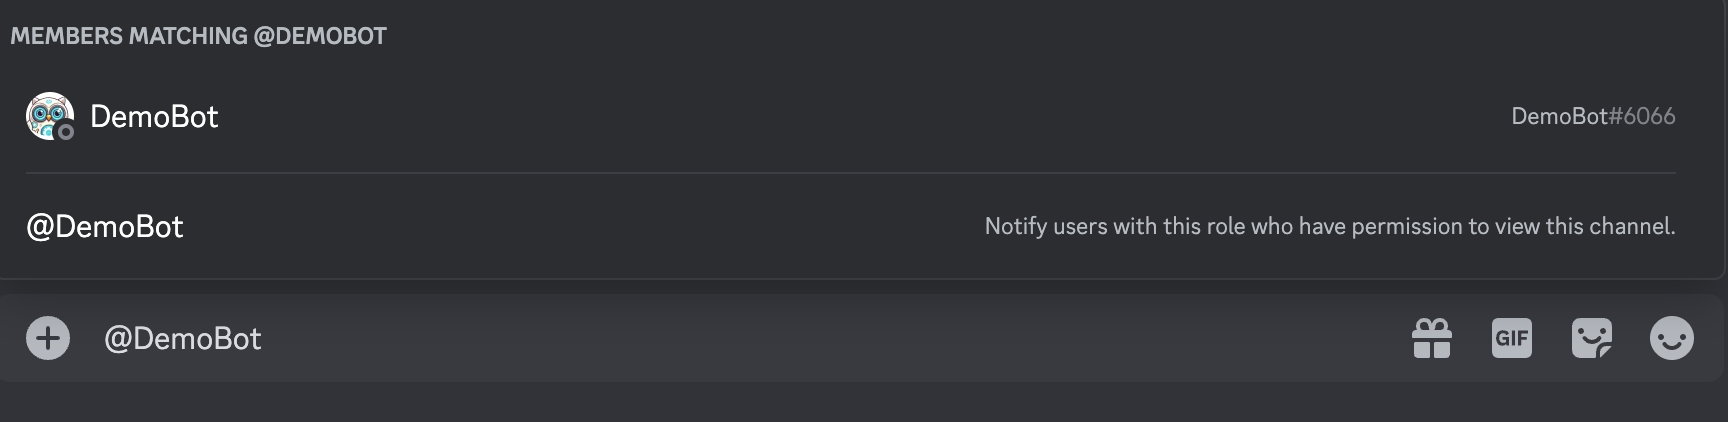 MEMBERS MATCHING @DEMOBOT
DemoBot DemoBot#6066
@DemoBot Notify users with this role who have permission to view this channel.
@DemoBot GIF